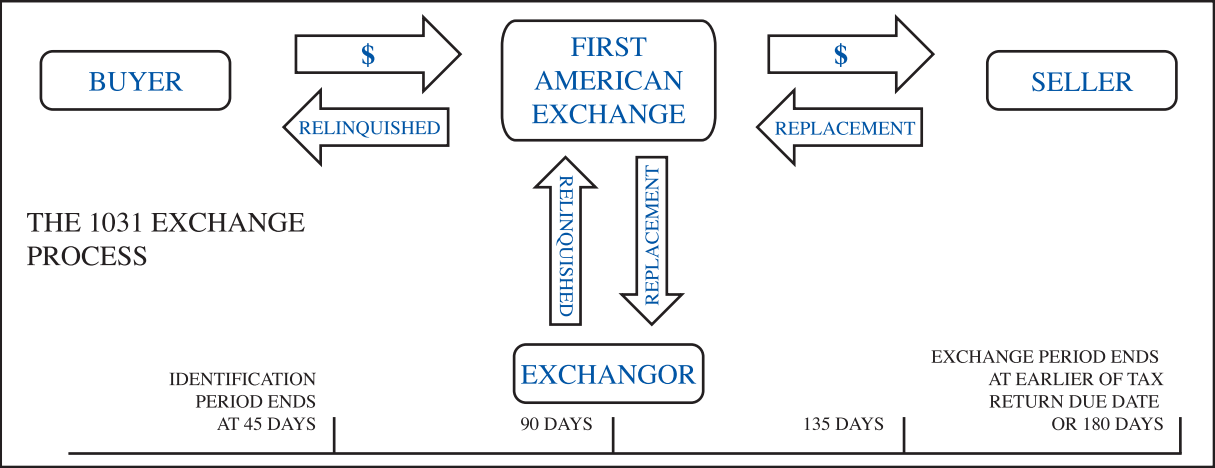 BUYER
$
RELINQUISHED
FIRST
AMERICAN
EXCHANGE
$
REPLACEMENT
SELLER
RELINQUISHED
REPLACEMENT
THE 1031 EXCHANGE
PROCESS
EXCHANGOR
IDENTIFICATION
PERIOD ENDS
AT 45 DAYS
90 DAYS
135 DAYS
EXCHANGE PERIOD ENDS
AT EARLIER OF TAX
RETURN DUE DATE
OR 180 DAYS